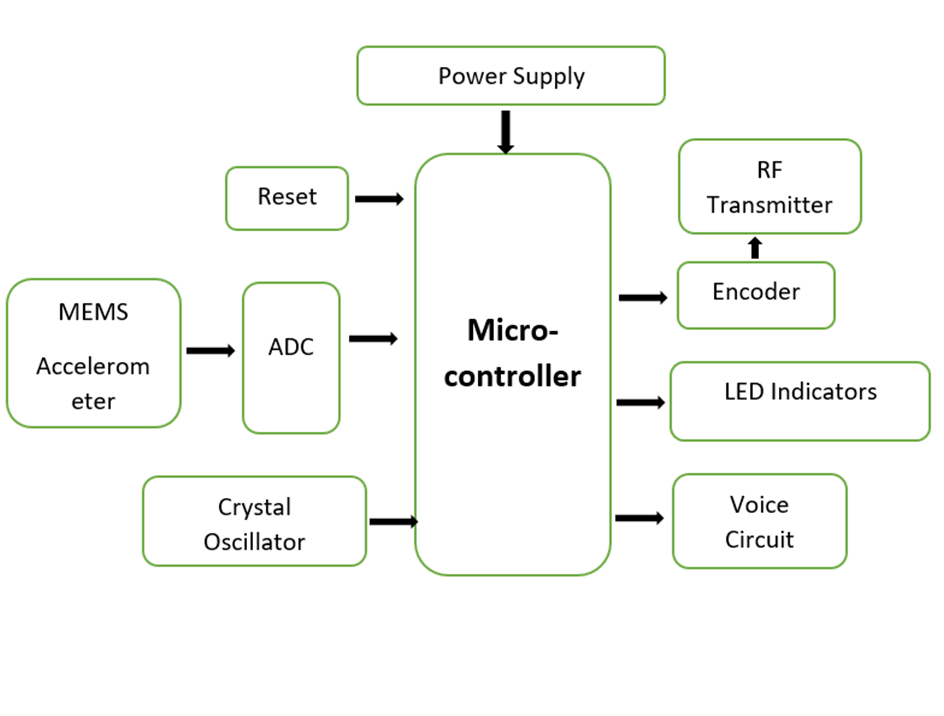 Power Supply
RF
Transmitter
Reset
Encoder
MEMS
Accelerom
eter
ADC
Micro-
controller
LED Indicators
Crystal
Oscillator
Voice
Circuit